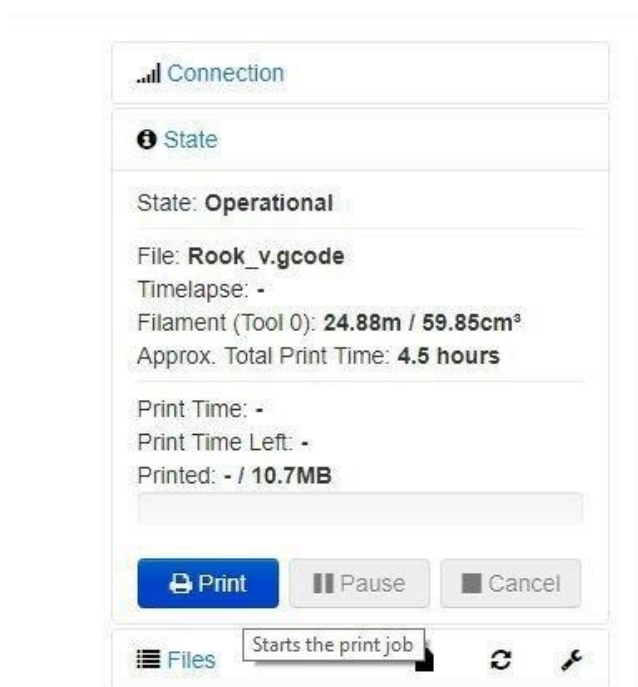 Connection
State
State: Operational
File: Rook_v.gcode
Timelapse: -
Filament (Tool 0): 24.88m / 59.85cm³
Approx. Total Print Time: 4.5 hours
Print Time: -
Print Time Left: -
Printed: - / 10.7MB
Print Pause Cancel
Starts the print job
Files